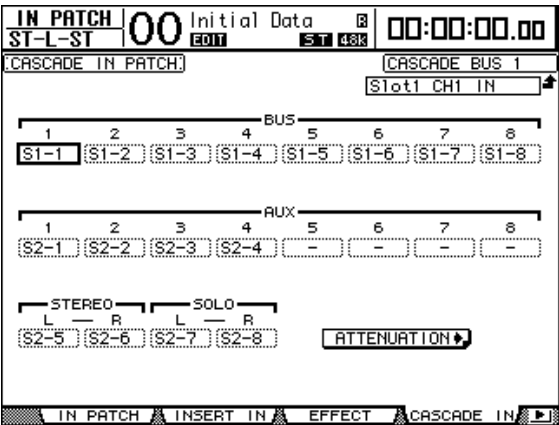 IN PATCH 00 Initial Data R 00:00:00.00
ST-L-ST EDIT ST 48k
CASCADE IN PATCH CASCADE BUS 1
Slot1 CH1 IN
BUS
1 2 3 4 5 6 7 8
S1-1 S1-2 S1-3 S1-4 S1-5 S1-6 S1-7 S1-8
AUX
1 2 3 4 5 6 7 8
S2-1 S2-2 S2-3 S2-4 - - - -
STEREO SOLO
L — R L — R
S2-5 S2-6 S2-7 S2-8 ATTENUATION
IN PATCH INSERT IN EFFECT CASCADE IN